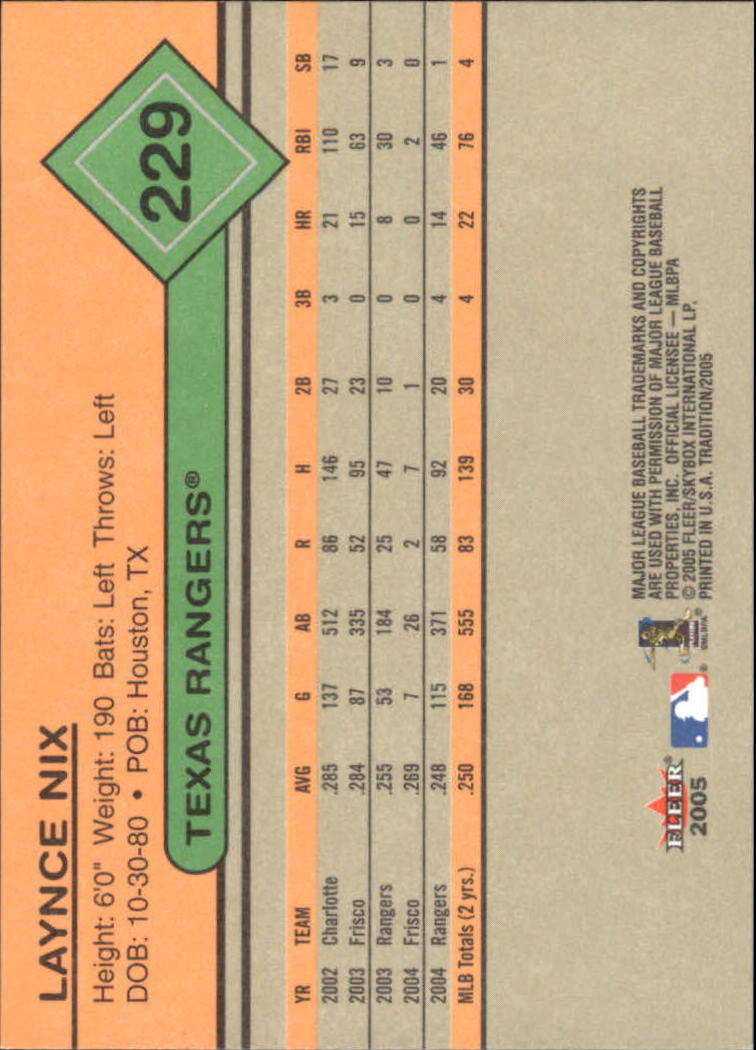 LAYNCE NIX
Height: 6'0" Weight: 190 Bats: Left Throws: Left
DOB: 10-30-80 • POB: Houston, TX
229
TEXAS RANGERS®
YR TEAM AVG G AB R H 2B 3B HR RBI SB
2002 Charlotte .285 137 512 86 146 27 3 21 110 17
2003 Frisco .284 87 335 52 95 23 0 15 63 9
2003 Rangers .255 53 184 25 47 10 0 8 30 3
2004 Frisco .269 7 26 2 7 1 0 0 2 0
2004 Rangers .248 115 371 58 92 20 4 14 46 1
MLB Totals (2 yrs.) .250 168 555 83 139 30 4 22 76 4
FLEER®
2005
®
®
©MLBPA
MAJOR LEAGUE BASEBALL TRADEMARKS AND COPYRIGHTS
ARE USED WITH PERMISSION OF MAJOR LEAGUE BASEBALL
PROPERTIES, INC. OFFICIAL LICENSEE — MLBPA
© 2005 FLEER/SKYBOX INTERNATIONAL LP.
PRINTED IN U.S.A. TRADITION/2005